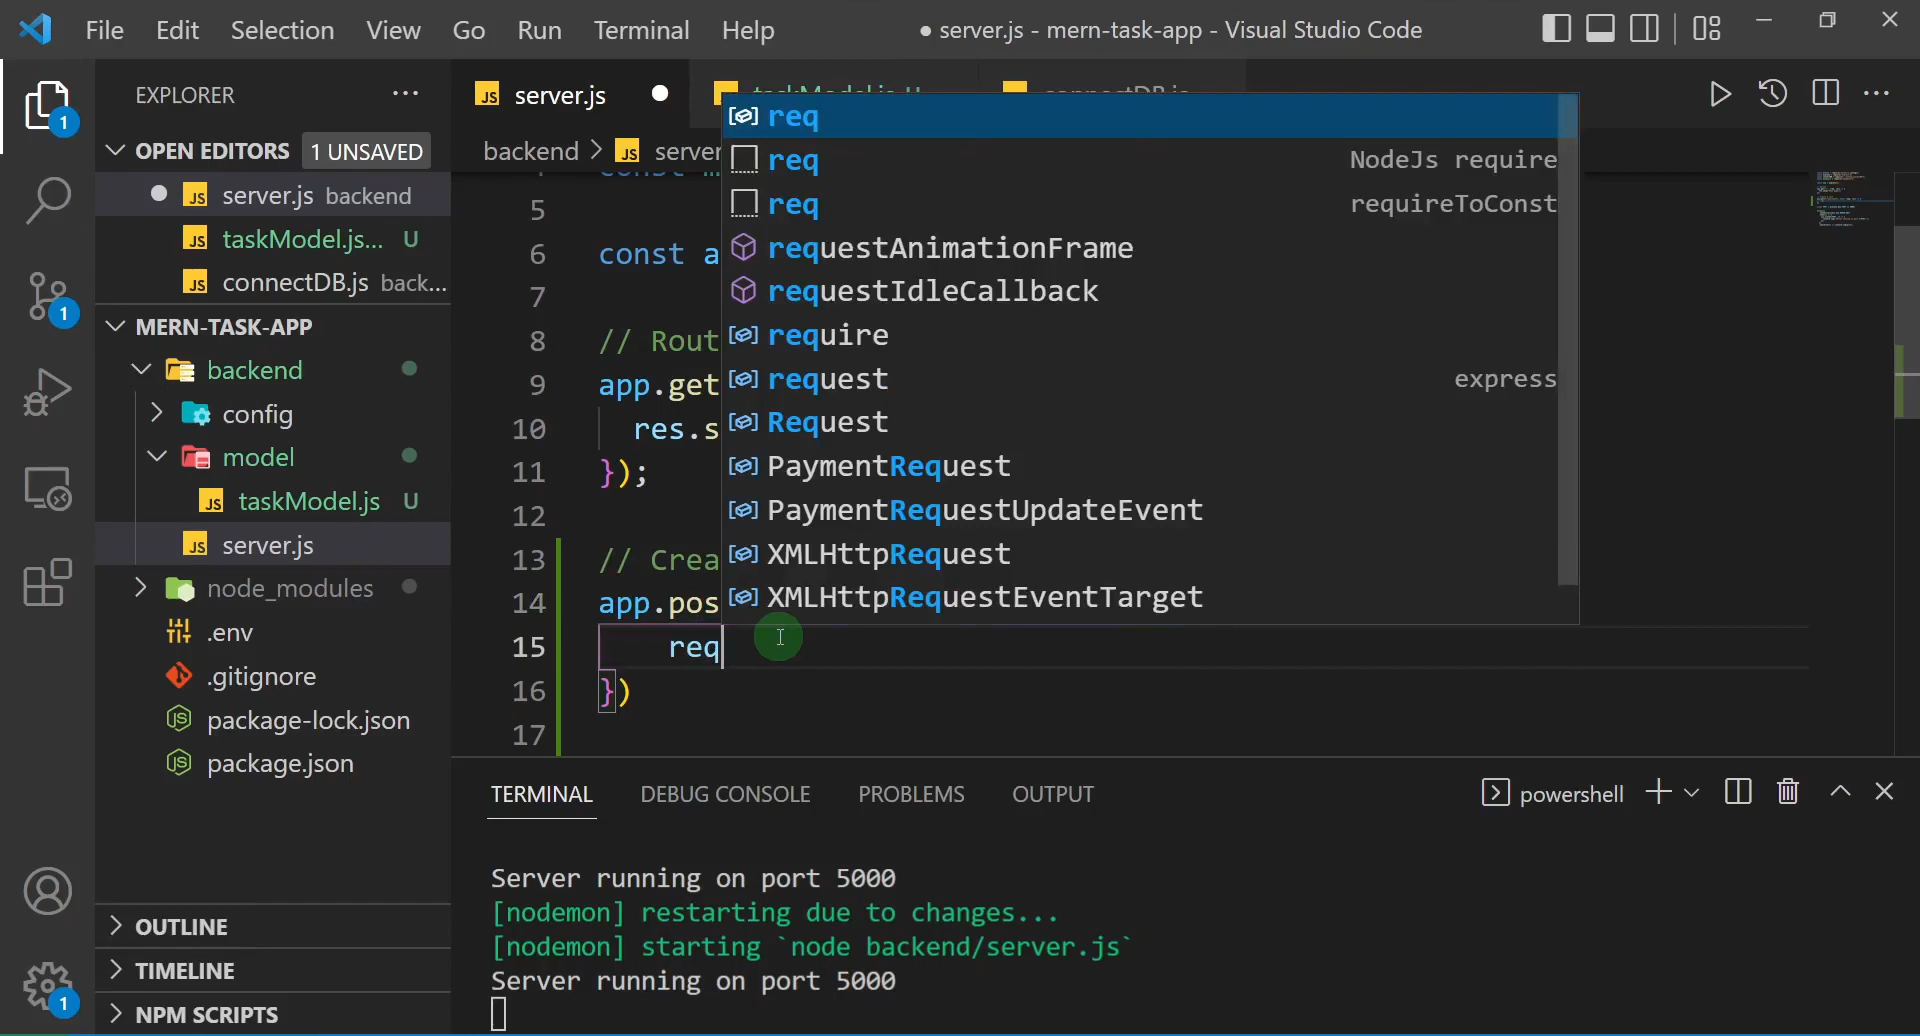 File Edit Selection View Go Run Terminal Help
● server.js - mern-task-app - Visual Studio Code
EXPLORER
OPEN EDITORS 1 UNSAVED
server.js backend
taskModel.js... U
connectDB.js back...
MERN-TASK-APP
backend
config
model
taskModel.js U
server.js
node_modules
.env
.gitignore
package-lock.json
package.json
OUTLINE
TIMELINE
NPM SCRIPTS
1
1
1
JS server.js
backend > JS server
5
6 const a
7
8 // Rout
9 app.get
10 res.s
11 });
12
13 // Crea
14 app.pos
15 req
16 })
17
req
req NodeJs require
req requireToConst
requestAnimationFrame
requestIdleCallback
require
request express
Request
PaymentRequest
PaymentRequestUpdateEvent
XMLHttpRequest
XMLHttpRequestEventTarget
TERMINAL DEBUG CONSOLE PROBLEMS OUTPUT
powershell
Server running on port 5000
[nodemon] restarting due to changes...
[nodemon] starting `node backend/server.js`
Server running on port 5000